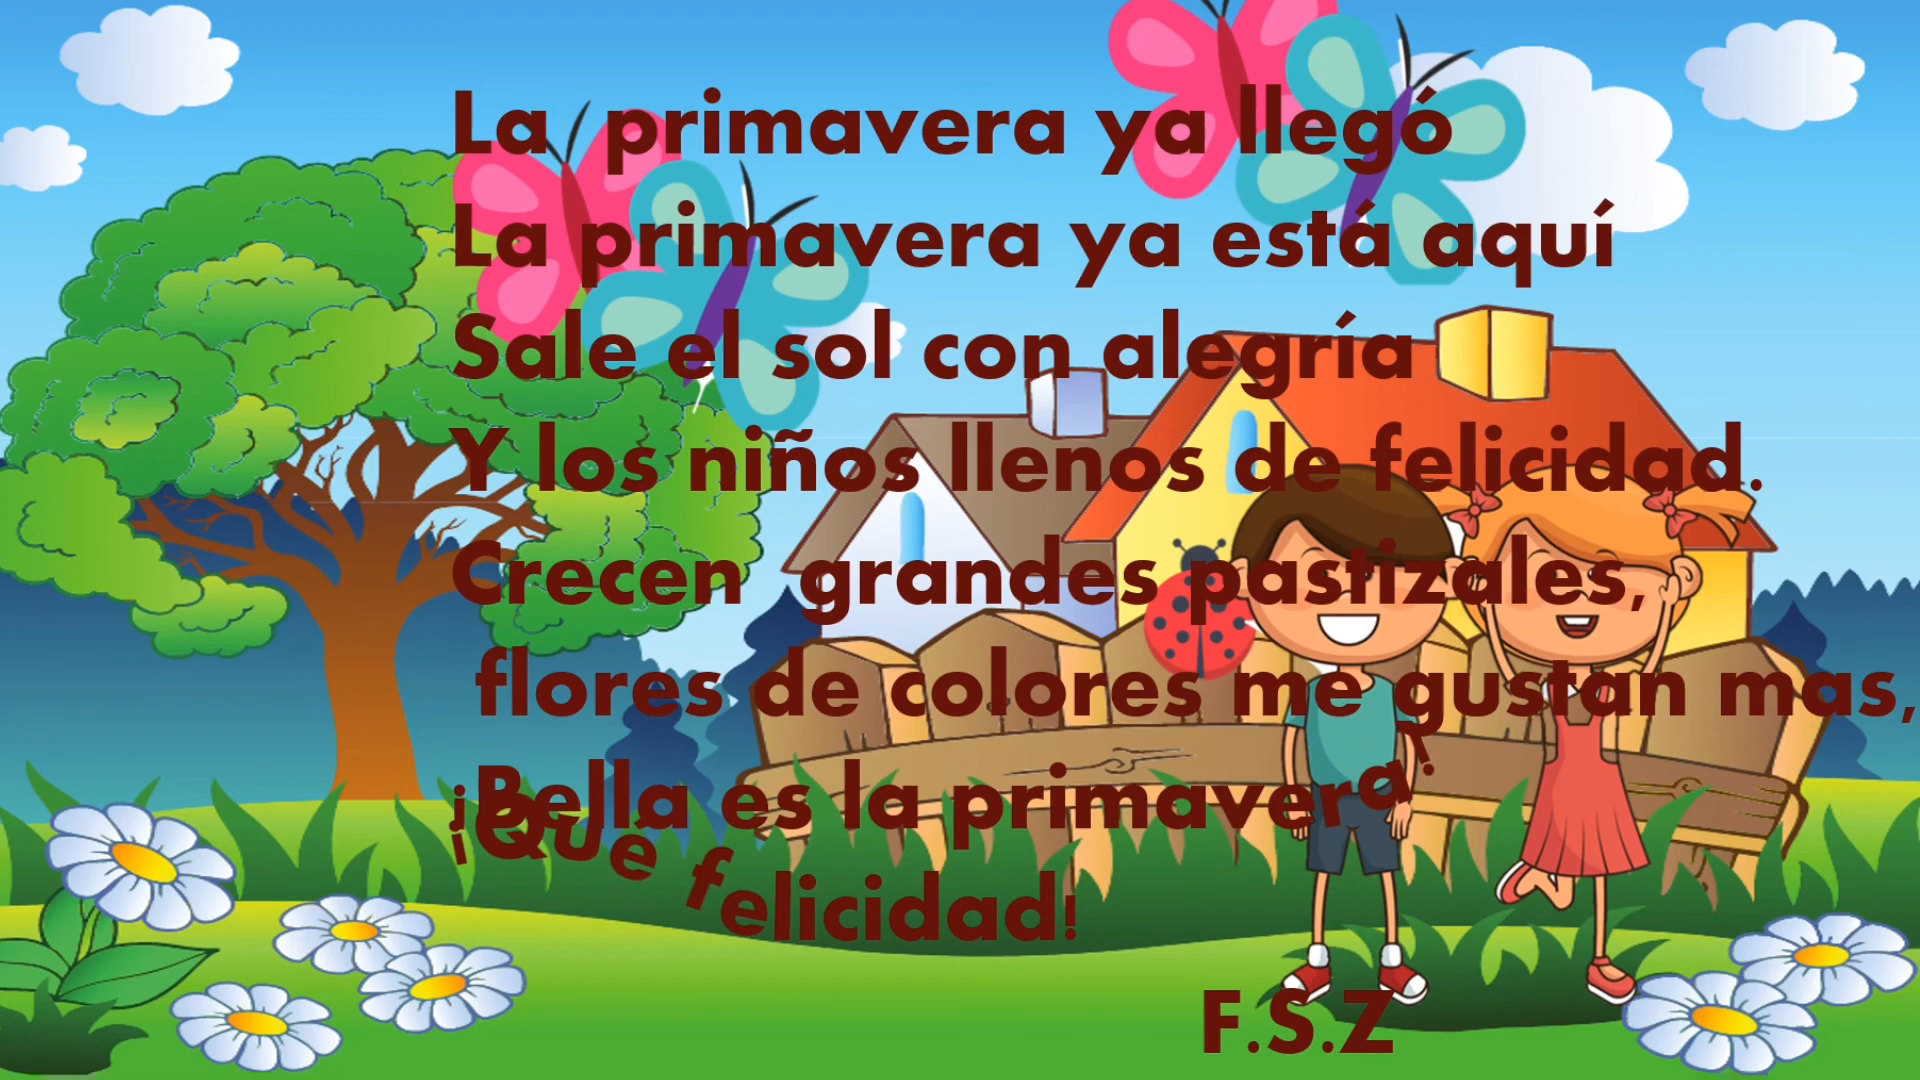 La primavera ya llegó
La primavera ya está aquí
Sale el sol con alegría
Y los niños llenos de felicidad.
Crecen grandes pastizales,
flores de colores me gustan mas,
¡Bella es la primavera!
¡Qué felicidad!
F.S.Z